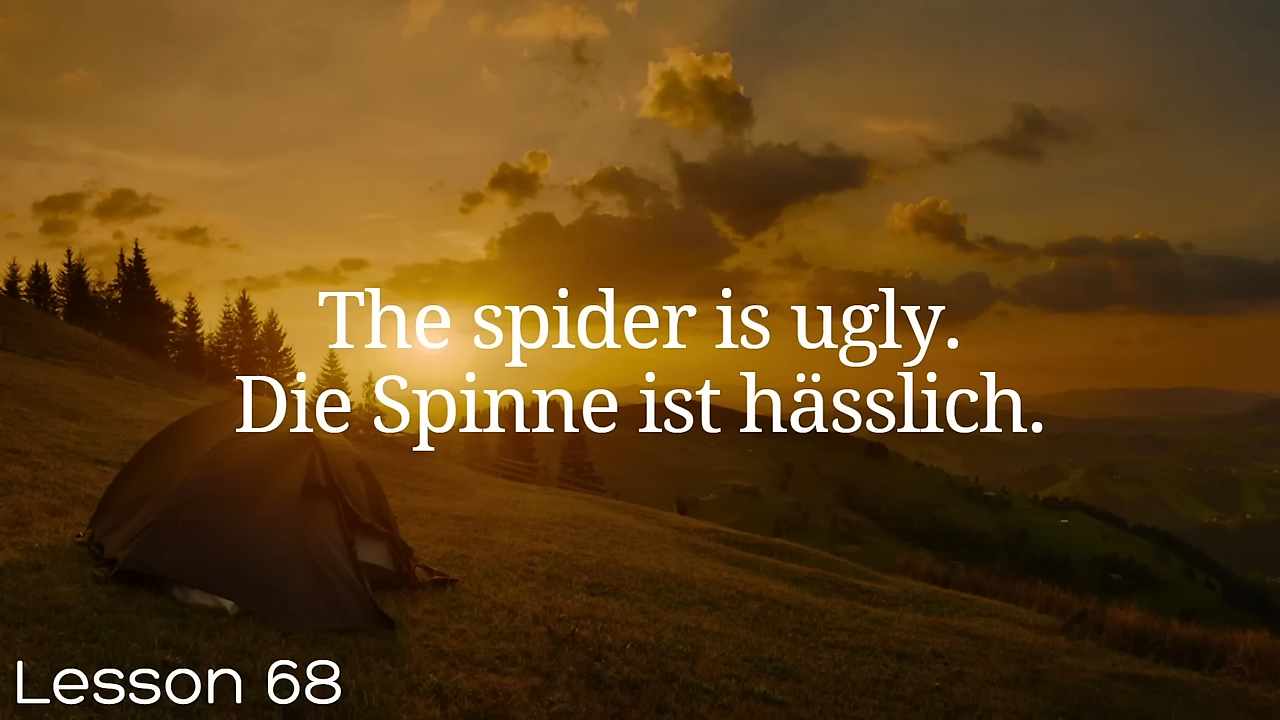 The spider is ugly.
Die Spinne ist hässlich.
Lesson 68